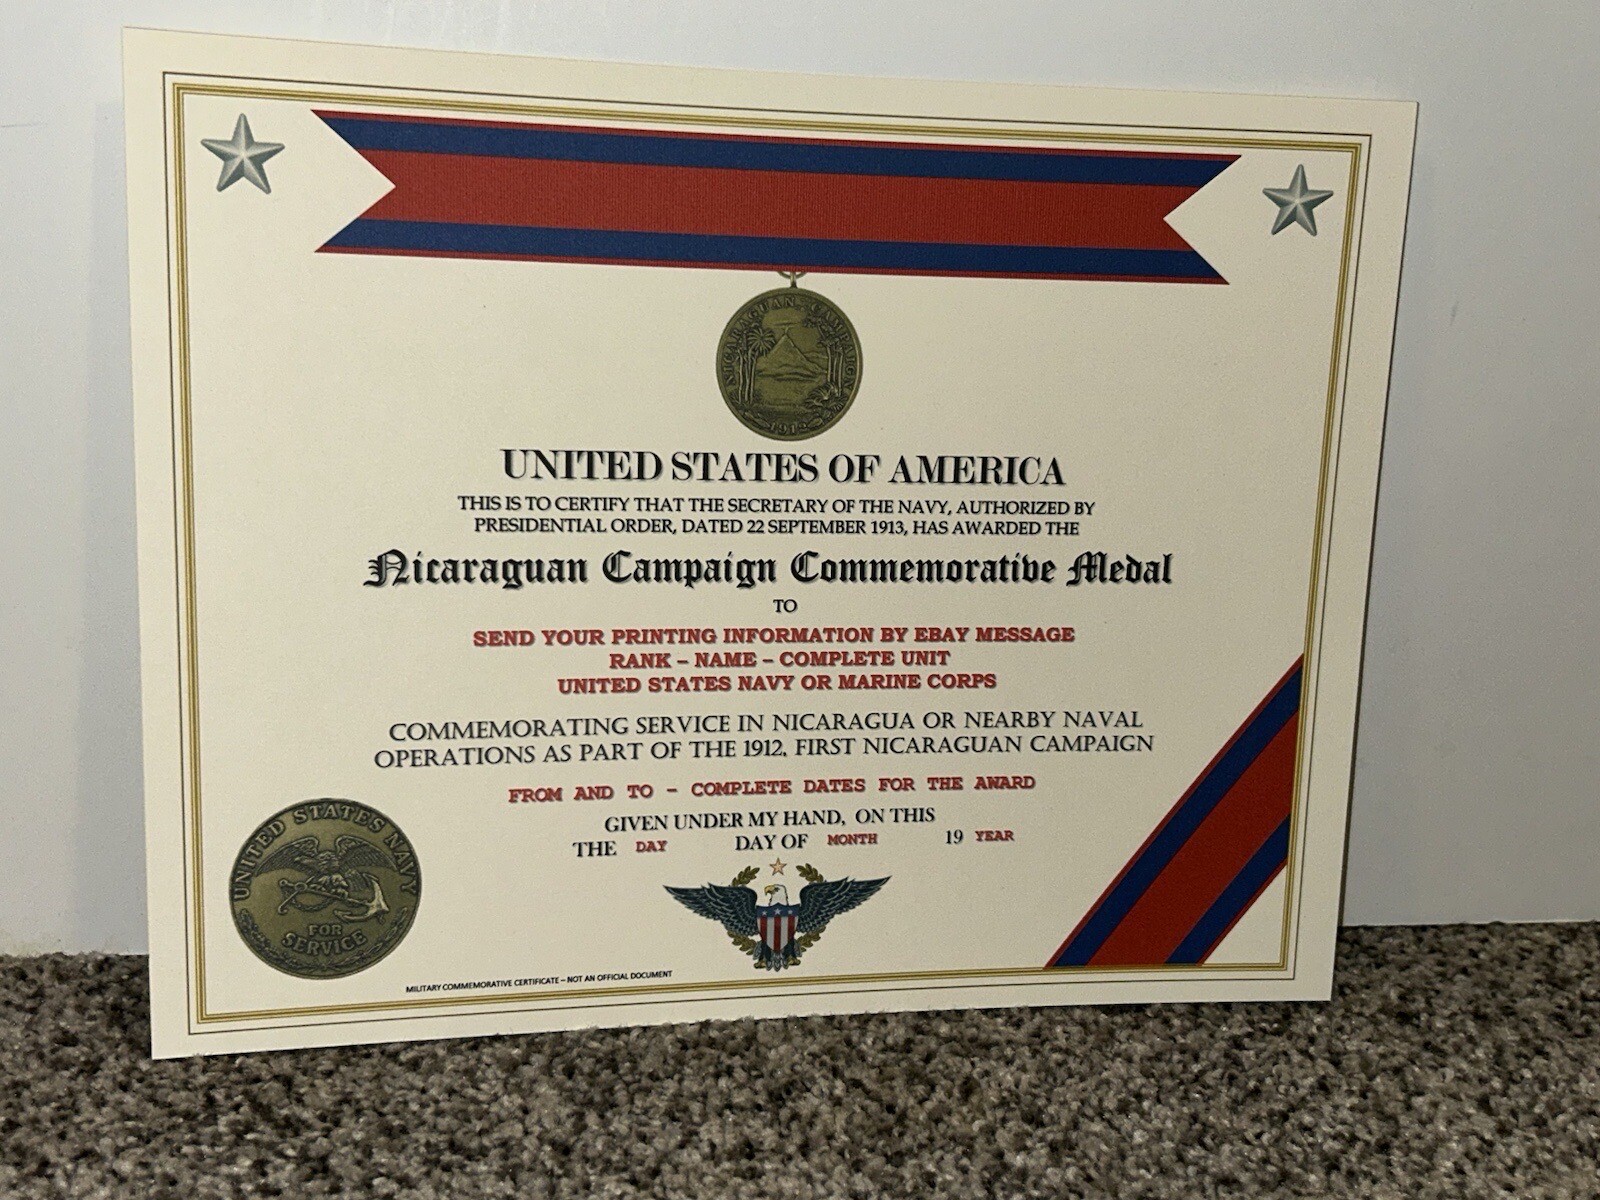 NICARAGUAN CAMPAIGN
1912
UNITED STATES OF AMERICA
THIS IS TO CERTIFY THAT THE SECRETARY OF THE NAVY, AUTHORIZED BY
PRESIDENTIAL ORDER, DATED 22 SEPTEMBER 1913, HAS AWARDED THE
Nicaraguan Campaign Commemorative Medal
TO
SEND YOUR PRINTING INFORMATION BY EBAY MESSAGE
RANK – NAME – COMPLETE UNIT
UNITED STATES NAVY OR MARINE CORPS
COMMEMORATING SERVICE IN NICARAGUA OR NEARBY NAVAL
OPERATIONS AS PART OF THE 1912, FIRST NICARAGUAN CAMPAIGN
FROM AND TO – COMPLETE DATES FOR THE AWARD
GIVEN UNDER MY HAND, ON THIS
THE DAY DAY OF MONTH 19 YEAR
UNITED STATES NAVY
FOR
SERVICE
MILITARY COMMEMORATIVE CERTIFICATE – NOT AN OFFICIAL DOCUMENT